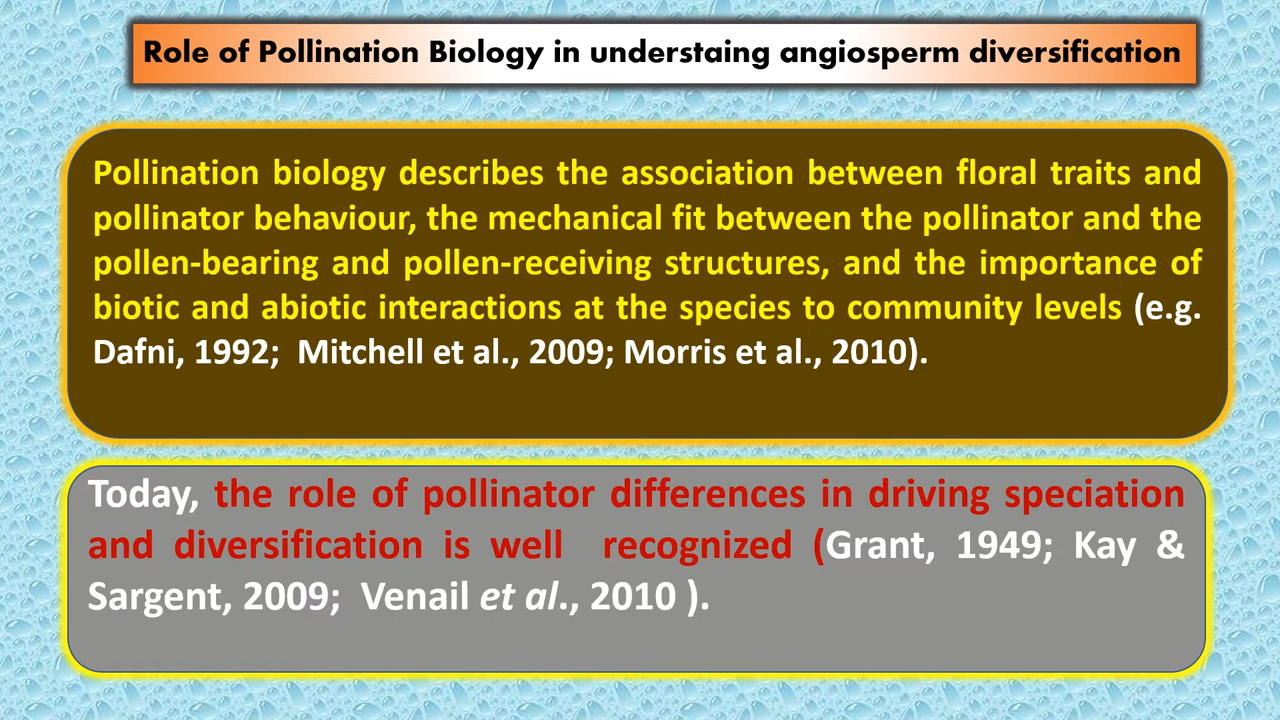 Role of Pollination Biology in understaing angiosperm diversification
Pollination biology describes the association between floral traits and
pollinator behaviour, the mechanical fit between the pollinator and the
pollen-bearing and pollen-receiving structures, and the importance of
biotic and abiotic interactions at the species to community levels (e.g.
Dafni, 1992; Mitchell et al., 2009; Morris et al., 2010).
Today, the role of pollinator differences in driving speciation
and diversification is well recognized (Grant, 1949; Kay &
Sargent, 2009; Venail et al., 2010 ).